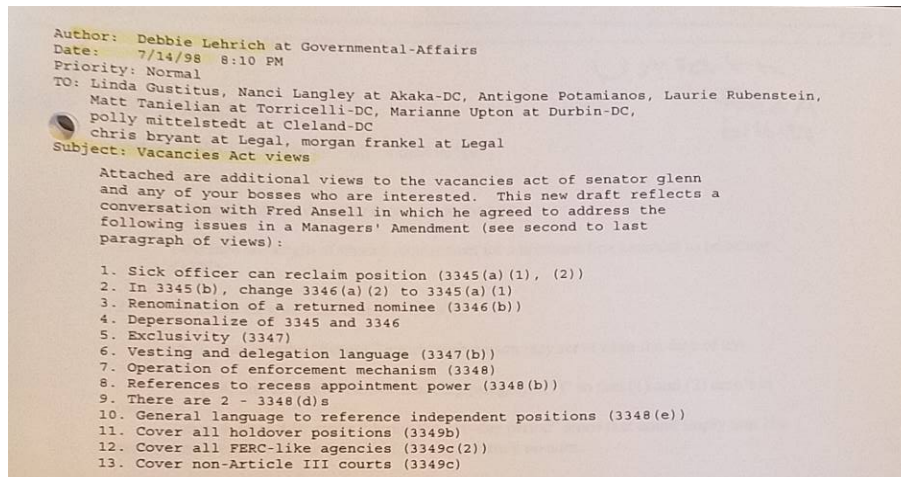 Author: Debbie Lehrich at Governmental-Affairs
Date: 7/14/98 8:10 PM
Priority: Normal
TO: Linda Gustitus, Nanci Langley at Akaka-DC, Antigone Potamianos, Laurie Rubenstein,
Matt Tanielian at Torricelli-DC, Marianne Upton at Durbin-DC,
polly mittelstedt at Cleland-DC
chris bryant at Legal, morgan frankel at Legal
Subject: Vacancies Act views
Attached are additional views to the vacancies act of senator glenn
and any of your bosses who are interested. This new draft reflects a
conversation with Fred Ansell in which he agreed to address the
following issues in a Managers' Amendment (see second to last
paragraph of views):
1. Sick officer can reclaim position (3345(a)(1), (2))
2. In 3345(b), change 3346(a)(2) to 3345(a)(1)
3. Renomination of a returned nominee (3346(b))
4. Depersonalize of 3345 and 3346
5. Exclusivity (3347)
6. Vesting and delegation language (3347(b))
7. Operation of enforcement mechanism (3348)
8. References to recess appointment power (3348(b))
9. There are 2 - 3348(d)s
10. General language to reference independent positions (3348(e))
11. Cover all holdover positions (3349b)
12. Cover all FERC-like agencies (3349c(2))
13. Cover non-Article III courts (3349c)